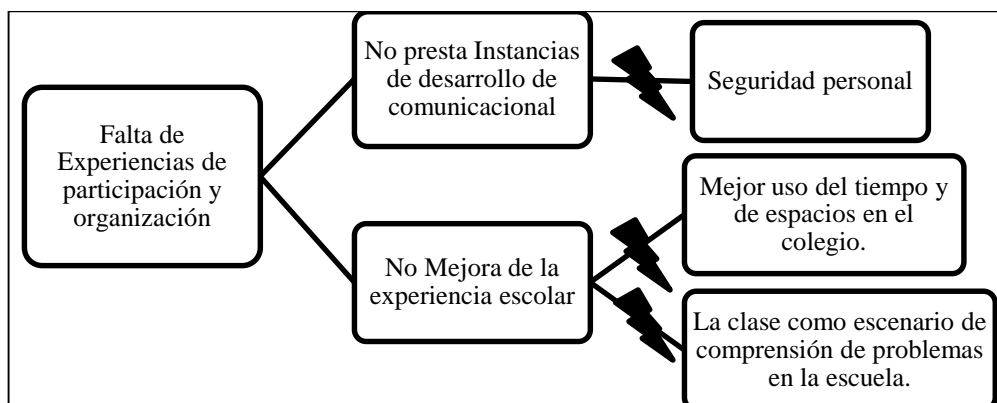 Falta de
Experiencias de
participación y
organización
No presta Instancias
de desarrollo de
comunicacional
No Mejora de la
experiencia escolar
Seguridad personal
Mejor uso del tiempo y
de espacios en el
colegio.
La clase como escenario de
comprensión de problemas
en la escuela.